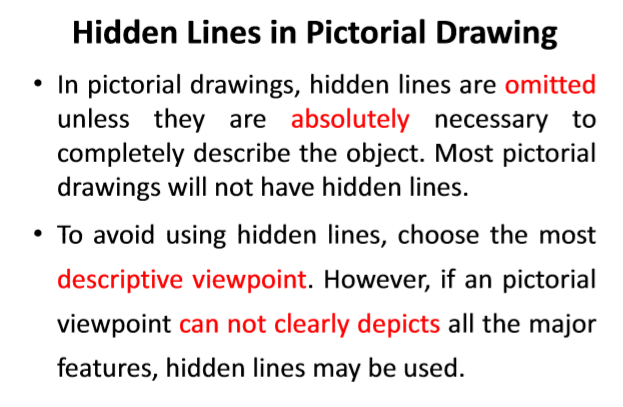 Hidden Lines in Pictorial Drawing
• In pictorial drawings, hidden lines are omitted
unless they are absolutely necessary to
completely describe the object. Most pictorial
drawings will not have hidden lines.
• To avoid using hidden lines, choose the most
descriptive viewpoint. However, if an pictorial
viewpoint can not clearly depicts all the major
features, hidden lines may be used.